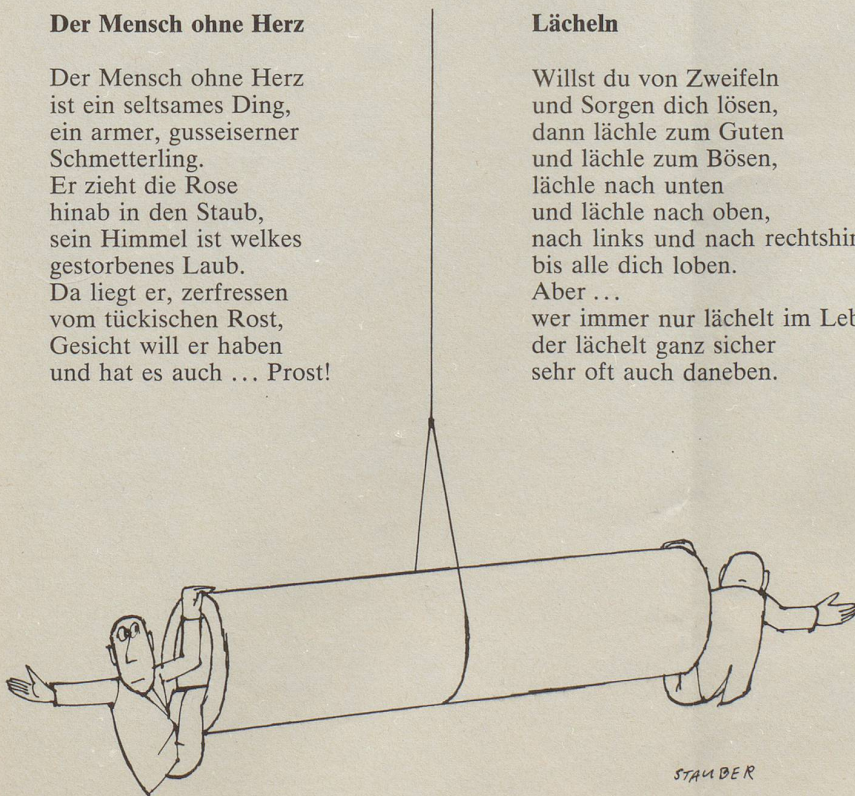 Der Mensch ohne Herz
Der Mensch ohne Herz
ist ein seltsames Ding,
ein armer, gusseiserner
Schmetterling.
Er zieht die Rose
hinab in den Staub,
sein Himmel ist welkes
gestorbenes Laub.
Da liegt er, zerfressen
vom tückischen Rost,
Gesicht will er haben
und hat es auch … Prost!
Lächeln
Willst du von Zweifeln
und Sorgen dich lösen,
dann lächle zum Guten
und lächle zum Bösen,
lächle nach unten
und lächle nach oben,
nach links und nach
bis alle dich loben.
Aber …
wer immer nur lächelt im
der lächelt ganz sicher
sehr oft auch daneben.
STAUBER